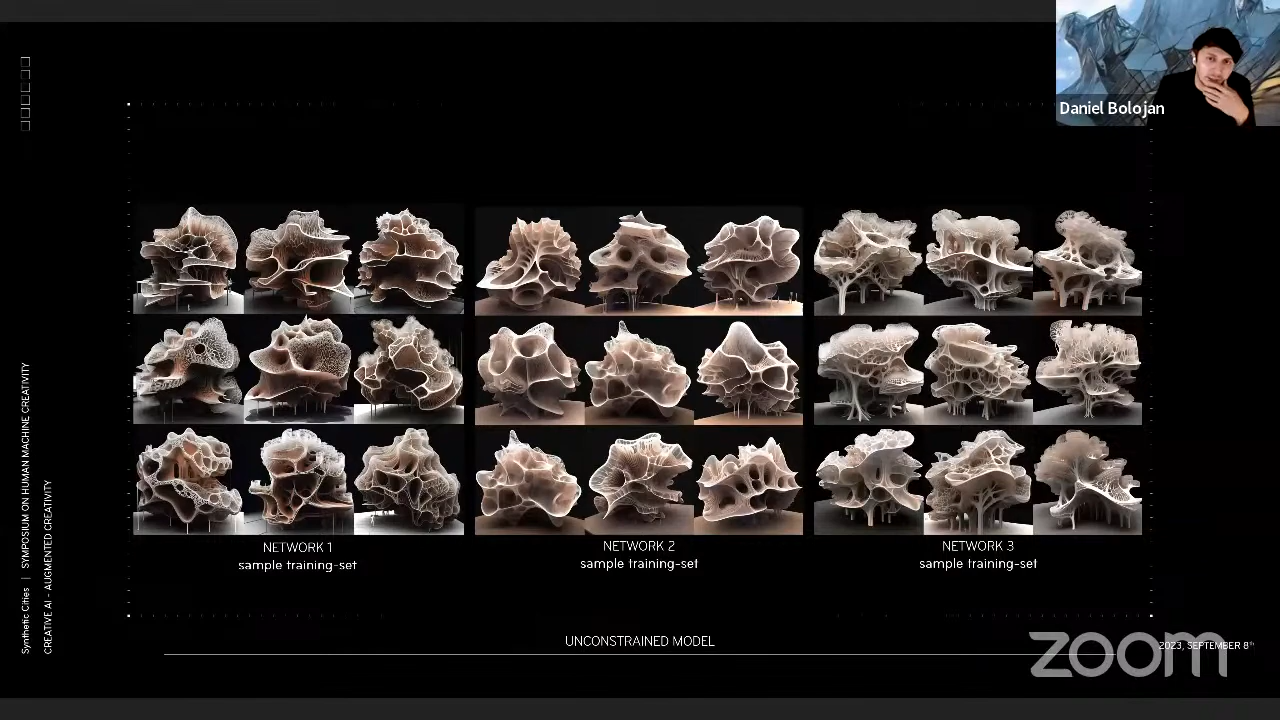 Daniel Bolojan
Synthetic Cities | SYMPOSIUM ON HUMAN MACHINE CREATIVITY
CREATIVE AI - AUGMENTED CREATIVITY
NETWORK 1
sample training-set
NETWORK 2
sample training-set
NETWORK 3
sample training-set
UNCONSTRAINED MODEL
2023, SEPTEMBER 8th
zoom